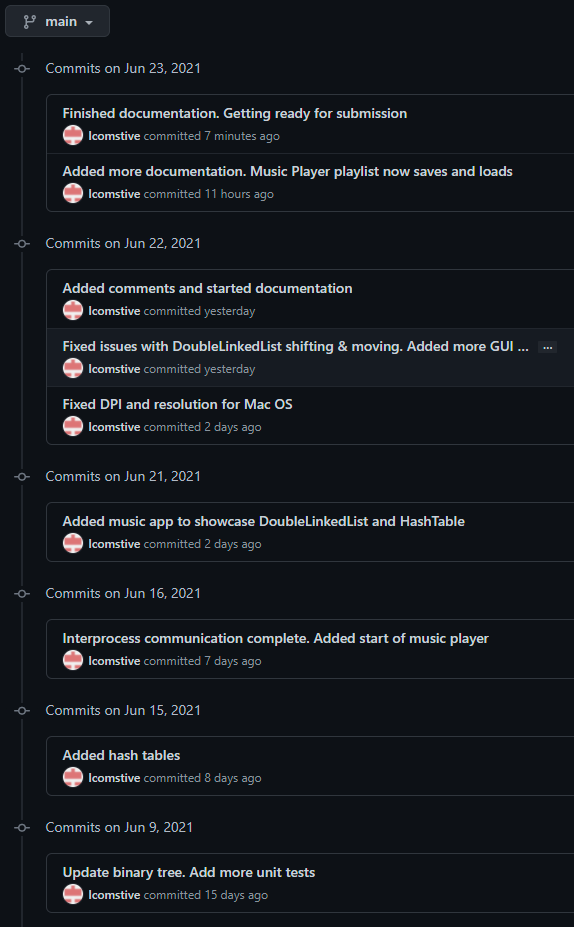 main
Commits on Jun 23, 2021
Finished documentation. Getting ready for submission
lcomstive committed 7 minutes ago
Added more documentation. Music Player playlist now saves and loads
lcomstive committed 11 hours ago
Commits on Jun 22, 2021
Added comments and started documentation
lcomstive committed yesterday
Fixed issues with DoubleLinkedList shifting & moving. Added more GUI ... ...
lcomstive committed yesterday
Fixed DPI and resolution for Mac OS
lcomstive committed 2 days ago
Commits on Jun 21, 2021
Added music app to showcase DoubleLinkedList and HashTable
lcomstive committed 2 days ago
Commits on Jun 16, 2021
Interprocess communication complete. Added start of music player
lcomstive committed 7 days ago
Commits on Jun 15, 2021
Added hash tables
lcomstive committed 8 days ago
Commits on Jun 9, 2021
Update binary tree. Add more unit tests
lcomstive committed 15 days ago